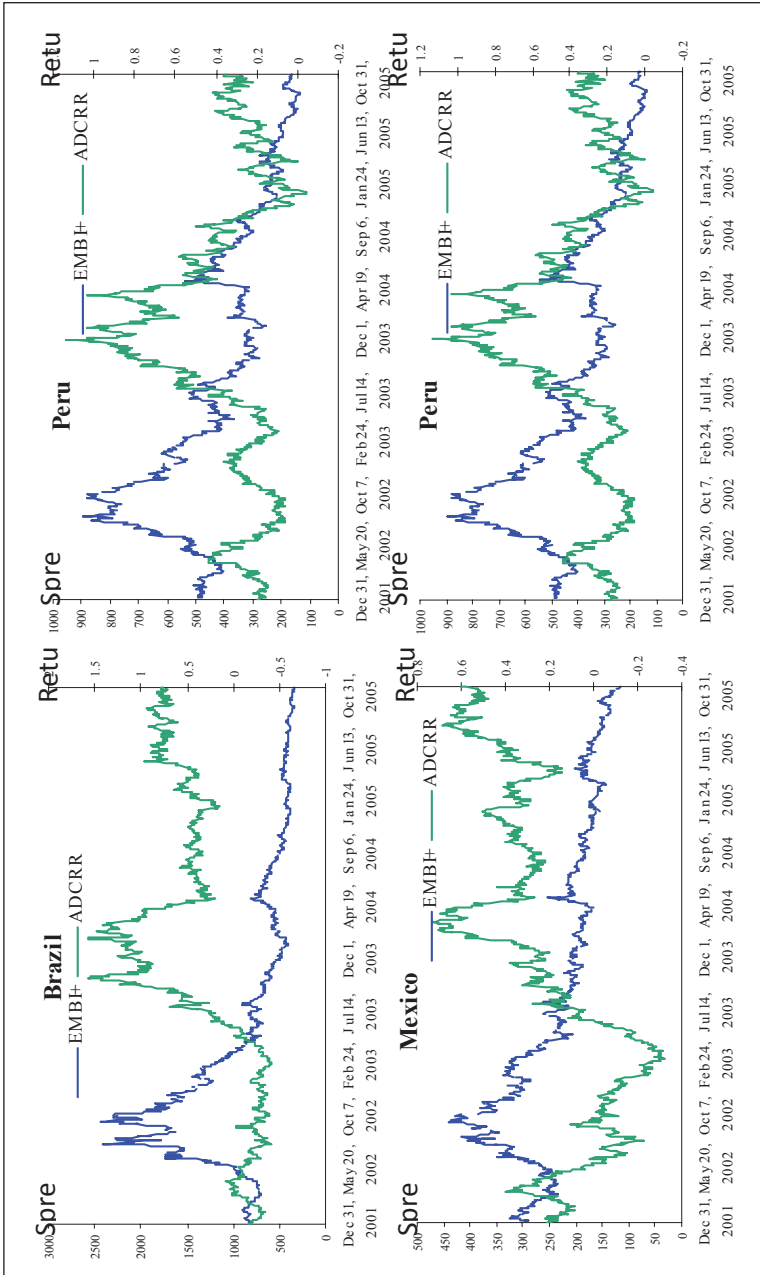 Brazil
Spre
Retu
EMBI+
ADCRR
3000
2500
2000
1500
1000
500
0
1.5
1
0.5
0
-0.5
-1
Dec 31, May 20, Oct 7, Feb 24, Jul 14, Dec 1, Apr 19, Sep 6, Jan 24, Jun 13, Oct 31,
2001 2002 2002 2003 2003 2003 2004 2004 2005 2005 2005
Peru
Spre
Retu
EMBI+
ADCRR
1000
900
800
700
600
500
400
300
200
100
0
1
0.8
0.6
0.4
0.2
0
-0.2
Dec 31, May 20, Oct 7, Feb 24, Jul 14, Dec 1, Apr 19, Sep 6, Jan 24, Jun 13, Oct 31,
2001 2002 2002 2003 2003 2003 2004 2004 2005 2005 2005
Mexico
Spre
Retu
EMBI+
ADCRR
500
450
400
350
300
250
200
150
100
50
0
0.8
0.6
0.4
0.2
0
-0.2
-0.4
Dec 31, May 20, Oct 7, Feb 24, Jul 14, Dec 1, Apr 19, Sep 6, Jan 24, Jun 13, Oct 31,
2001 2002 2002 2003 2003 2003 2004 2004 2005 2005 2005
Peru
Spre
Retu
EMBI+
ADCRR
1000
900
800
700
600
500
400
300
200
100
0
1.2
1
0.8
0.6
0.4
0.2
0
-0.2
Dec 31, May 20, Oct 7, Feb 24, Jul 14, Dec 1, Apr 19, Sep 6, Jan 24, Jun 13, Oct 31,
2001 2002 2002 2003 2003 2003 2004 2004 2005 2005 2005